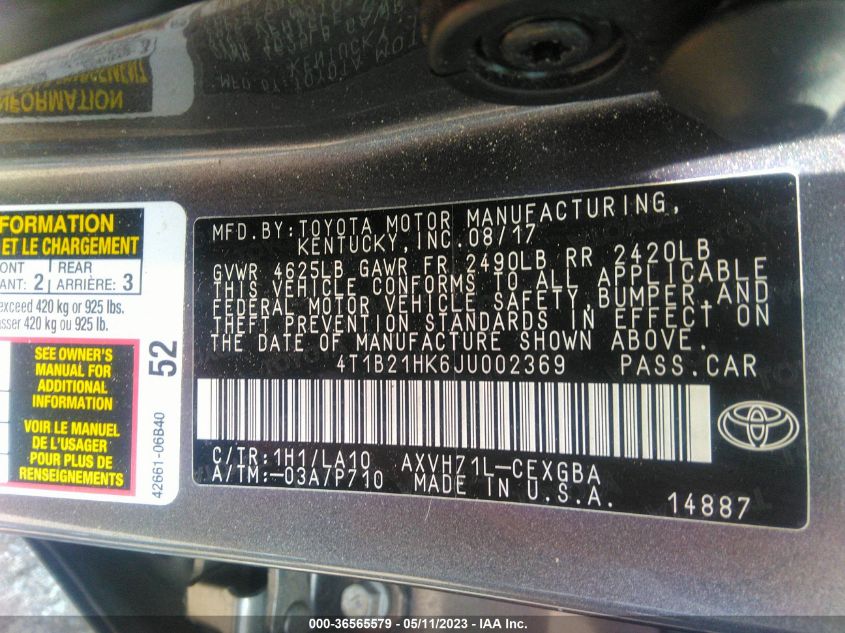 FORMATION
ET LE CHARGEMENT
REAR
2 ARRIÈRE: 3
exceed 420 kg or 925 lbs.
420 kg ou 925 lb.
SEE OWNER'S
MANUAL FOR
ADDITIONAL
INFORMATION
VOIR LE MANUEL
DE L'USAGER
POUR PLUS DE
RENSEIGNEMENTS
52
42661-06B40
MFD.BY:TOYOTA MOTOR MANUFACTURING,
KENTUCKY,INC.08/17
GVWR 4625LB GAWR FR 2490LB RR 2420LB
THIS VEHICLE CONFORMS TO ALL APPLICABLE
FEDERAL MOTOR VEHICLE SAFETY,BUMPER,AND
THEFT PREVENTION STANDARDS IN EFFECT ON
THE DATE OF MANUFACTURE SHOWN ABOVE.
4T1B21HK6JU002369 PASS.CAR
C/TR:1H1/LA10 AXVH71L-CEXGBA
A/TM:-03A/P710 MADE IN U.S.A.
14887
000-36565579 - 05/11/2023 - IAA Inc.